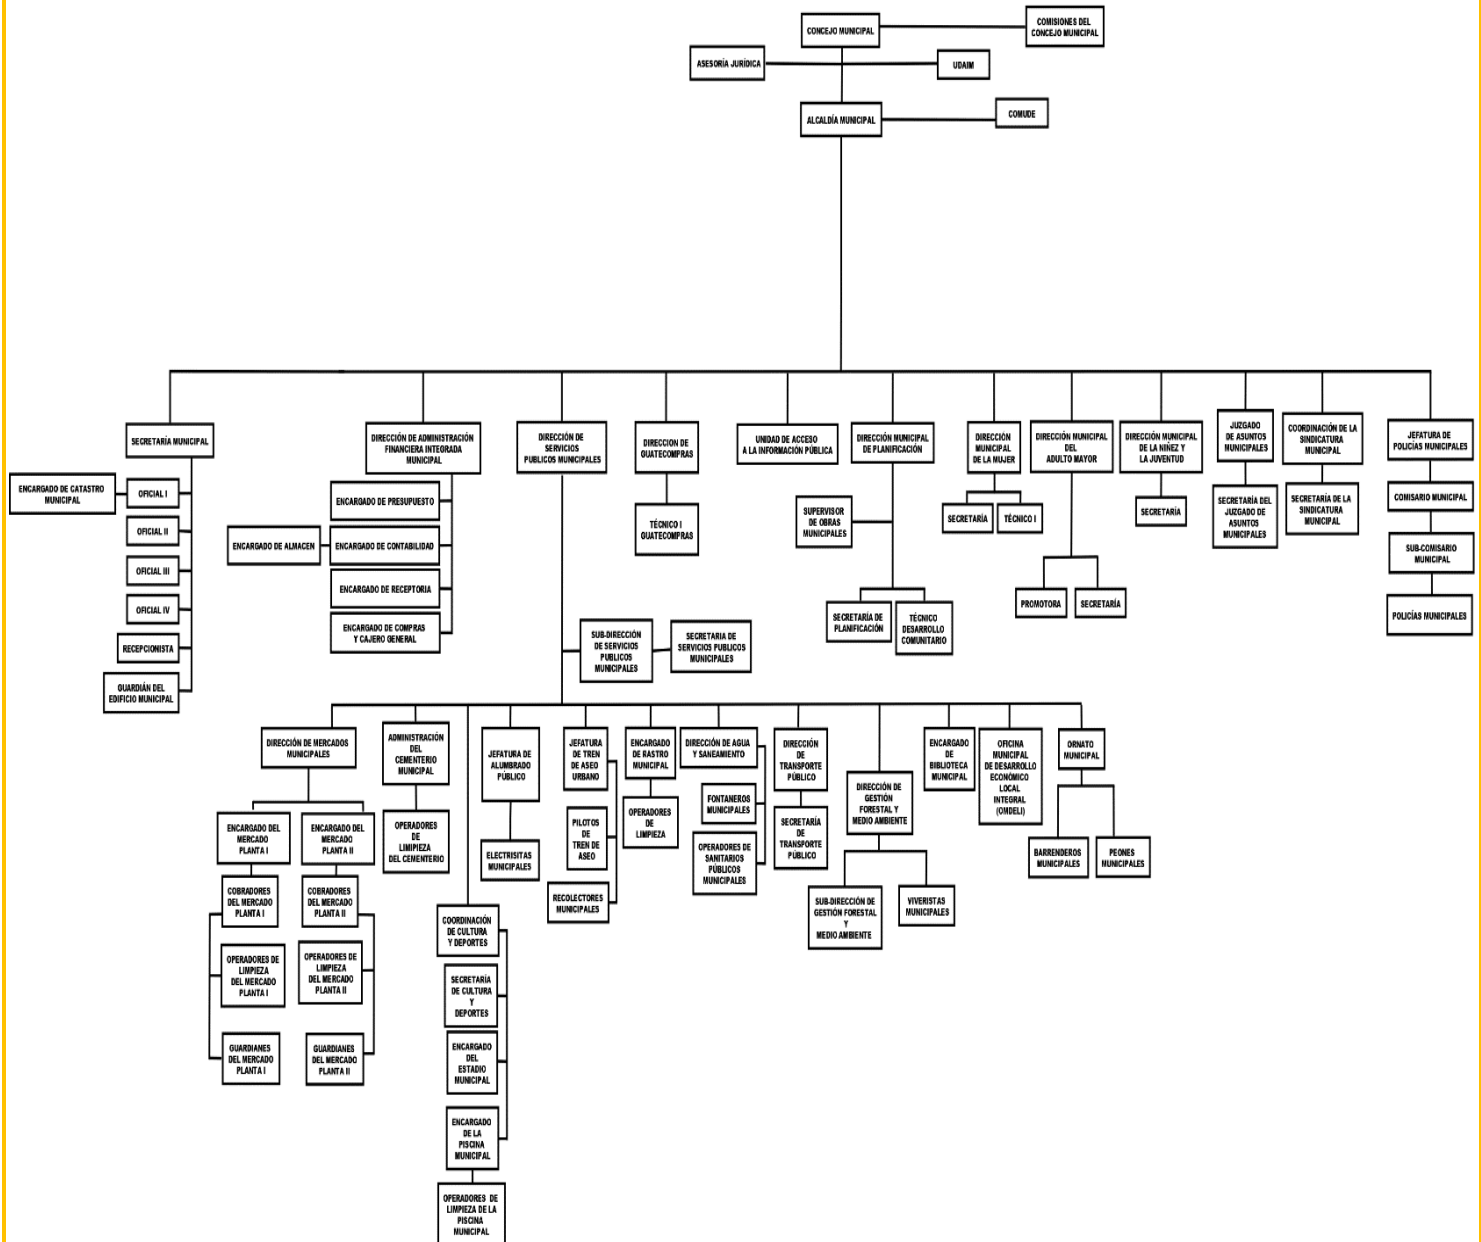 CONCEJO MUNICIPAL
COMISIONES DEL
CONCEJO MUNICIPAL
ASESORÍA JURÍDICA
UDAIM
ALCALDÍA MUNICIPAL
COMUDE
SECRETARÍA MUNICIPAL
ENCARGADO DE CATASTRO
MUNICIPAL
OFICIAL I
OFICIAL II
OFICIAL III
OFICIAL IV
RECEPCIONISTA
GUARDIÁN DEL
EDIFICIO MUNICIPAL
DIRECCIÓN DE ADMINISTRACIÓN
FINANCIERA INTEGRADA
MUNICIPAL
ENCARGADO DE PRESUPUESTO
ENCARGADO DE ALMACEN
ENCARGADO DE CONTABILIDAD
ENCARGADO DE RECEPTORIA
ENCARGADO DE COMPRAS
Y CAJERO GENERAL
DIRECCIÓN DE
SERVICIOS
PUBLICOS MUNICIPALES
SUB-DIRECCIÓN
DE SERVICIOS
PUBLICOS
MUNICIPALES
SECRETARIA DE
SERVICIOS PUBLICOS
MUNICIPALES
DIRECCION DE
GUATECOMPRAS
TÉCNICO I
GUATECOMPRAS
UNIDAD DE ACCESO
A LA INFORMACIÓN PÚBLICA
DIRECCIÓN MUNICIPAL
DE PLANIFICACIÓN
SUPERVISOR
DE OBRAS
MUNICIPALES
SECRETARÍA DE
PLANIFICACIÓN
TÉCNICO
DESARROLLO
COMUNITARIO
DIRECCIÓN
MUNICIPAL
DE LA MUJER
SECRETARÍA
TÉCNICO I
DIRECCIÓN MUNICIPAL
DEL
ADULTO MAYOR
PROMOTORA
SECRETARÍA
DIRECCIÓN MUNICIPAL
DE LA NIÑEZ Y
LA JUVENTUD
SECRETARÍA
JUZGADO
DE ASUNTOS
MUNICIPALES
SECRETARÍA DEL
JUZGADO DE
ASUNTOS
MUNICIPALES
COORDINACIÓN DE LA
SINDICATURA
MUNICIPAL
SECRETARÍA DE LA
SINDICATURA
MUNICIPAL
JEFATURA DE
POLICÍAS MUNICIPALES
COMISARIO MUNICIPAL
SUB-COMISARIO
MUNICIPAL
POLICÍAS MUNICIPALES
DIRECCIÓN DE MERCADOS
MUNICIPALES
ENCARGADO DEL
MERCADO
PLANTA I
COBRADORES
DEL MERCADO
PLANTA I
OPERADORES DE
LIMPIEZA
DEL MERCADO
PLANTA I
GUARDIANES
DEL MERCADO
PLANTA I
ENCARGADO DEL
MERCADO
PLANTA II
COBRADORES
DEL MERCADO
PLANTA II
OPERADORES DE
LIMPIEZA
DEL MERCADO
PLANTA II
GUARDIANES
DEL MERCADO
PLANTA II
ADMINISTRACIÓN
DEL
CEMENTERIO
MUNICIPAL
OPERADORES
DE
LIMIPIEZA
DEL CEMENTERIO
COORDINACIÓN
DE CULTURA
Y DEPORTES
SECRETARÍA
DE CULTURA
Y
DEPORTES
ENCARGADO
DEL
ESTADIO
MUNICIPAL
ENCARGADO
DE LA
PISCINA
MUNICIPAL
OPERADORES DE
LIMPIEZA DE LA
PISCINA
MUNICIPAL
JEFATURA DE
ALUMBRADO
PÚBLICO
ELECTRISITAS
MUNICIPALES
JEFATURA
DE TREN
DE ASEO
URBANO
PILOTOS
DE
TREN DE
ASEO
RECOLECTORES
MUNICIPALES
ENCARGADO
DE RASTRO
MUNICIPAL
OPERADORES
DE
LIMPIEZA
DIRECCIÓN DE AGUA
Y SANEAMIENTO
FONTANEROS
MUNICIPALES
OPERADORES DE
SANITARIOS
PÚBLICOS
MUNICIPALES
DIRECCIÓN
DE
TRANSPORTE
PÚBLICO
SECRETARÍA
DE
TRANSPORTE
PÚBLICO
DIRECCIÓN DE
GESTIÓN
FORESTAL Y
MEDIO AMBIENTE
SUB-DIRECCIÓN DE
GESTIÓN FORESTAL
Y
MEDIO AMBIENTE
VIVERISTAS
MUNICIPALES
ENCARGADO
DE
BIBLIOTECA
MUNICIPAL
OFICINA
MUNICIPAL
DE DESARROLLO
ECONÓMICO
LOCAL
INTEGRAL
(OMDELI)
ORNATO
MUNICIPAL
BARRENDEROS
MUNICIPALES
PEONES
MUNICIPALES